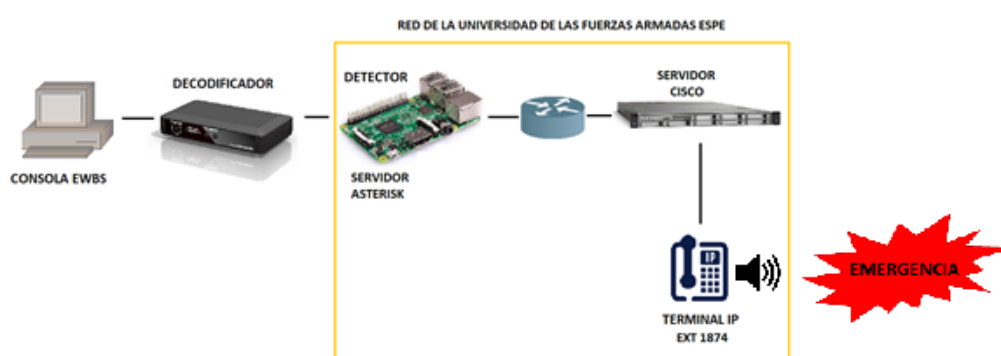 RED DE LA UNIVERSIDAD DE LAS FUERZAS ARMADAS ESPE
DECODIFICADOR
DETECTOR
SERVIDOR
CISCO
CONSOLA EWBS
SERVIDOR
ASTERISK
IP
EMERGENCIA
TERMINAL IP
EXT 1874